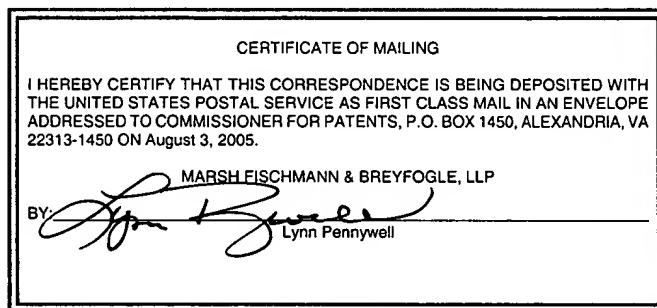 CERTIFICATE OF MAILING
I HEREBY CERTIFY THAT THIS CORRESPONDENCE IS BEING DEPOSITED WITH
THE UNITED STATES POSTAL SERVICE AS FIRST CLASS MAIL IN AN ENVELOPE
ADDRESSED TO COMMISSIONER FOR PATENTS, P.O. BOX 1450, ALEXANDRIA, VA
22313-1450 ON August 3, 2005.
MARSH FISCHMANN & BREYFOGLE, LLP
BY:
Lynn Pennywell